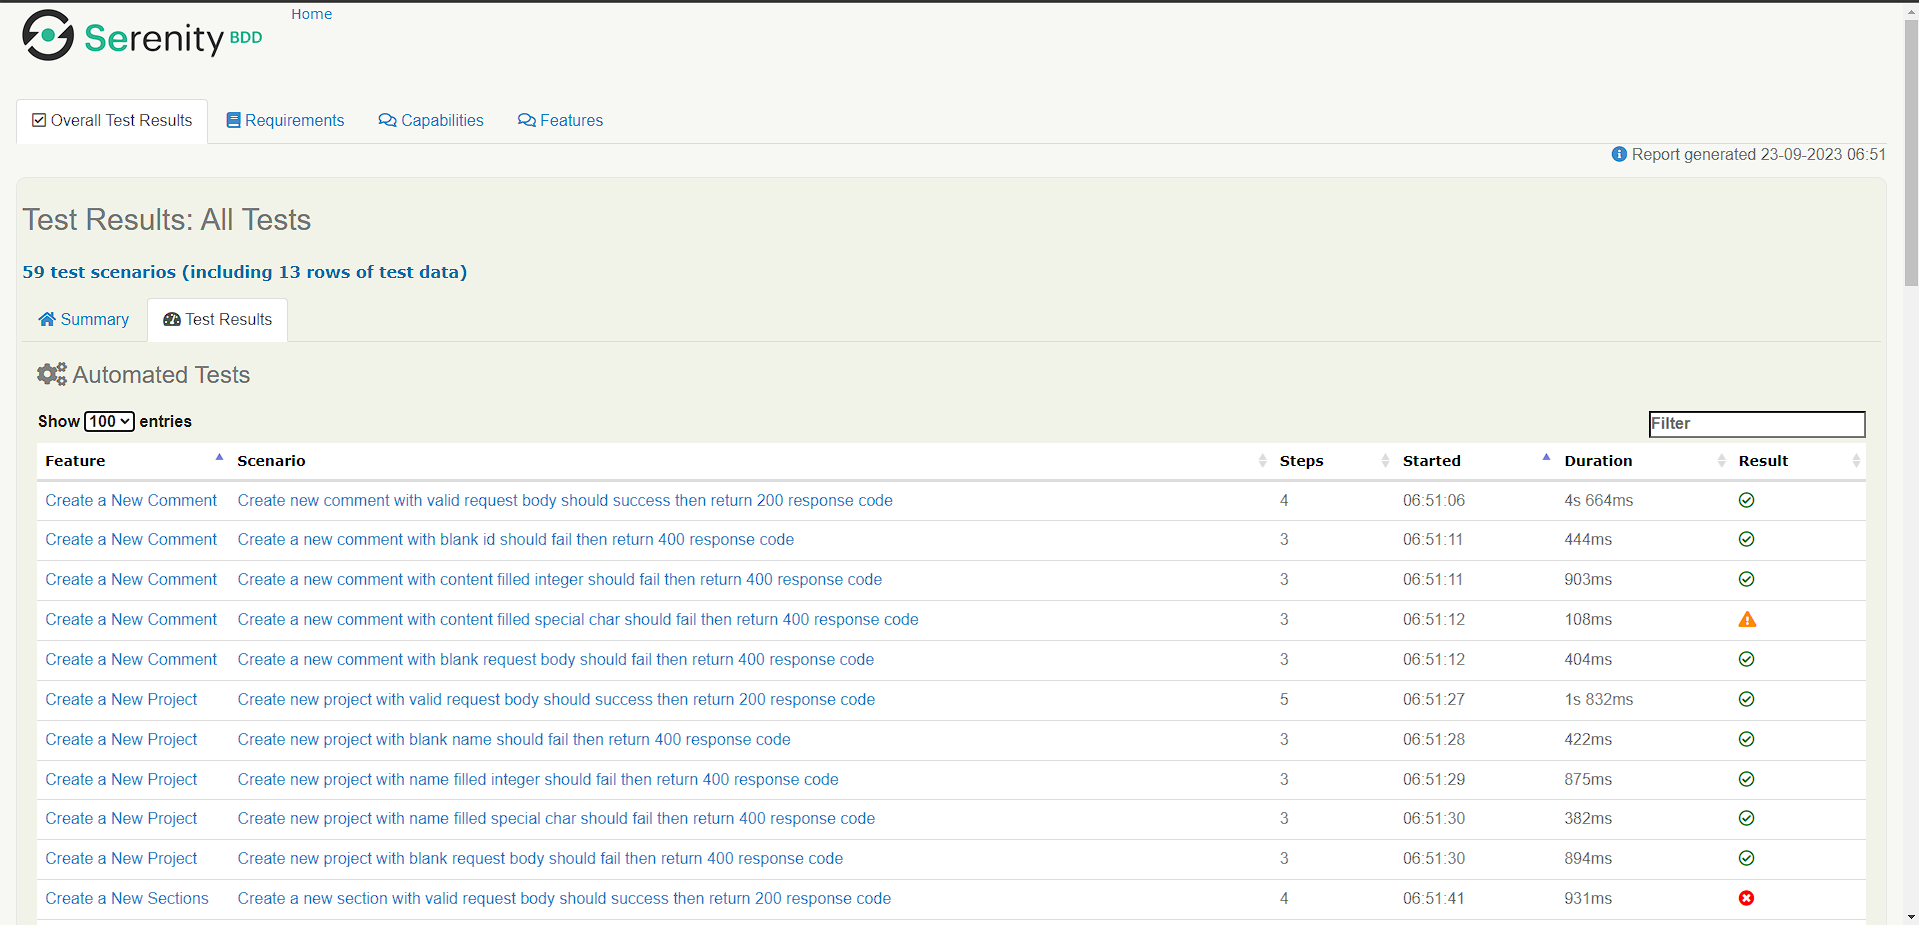 Home
Serenity BDD
Overall Test Results Requirements Capabilities Features
Report generated 23-09-2023 06:51
Test Results: All Tests
59 test scenarios (including 13 rows of test data)
Summary Test Results
Automated Tests
Show 100 entries Filter
Feature Scenario Steps Started Duration Result
Create a New Comment Create new comment with valid request body should success then return 200 response code 4 06:51:06 4s 664ms
Create a New Comment Create a new comment with blank id should fail then return 400 response code 3 06:51:11 444ms
Create a New Comment Create a new comment with content filled integer should fail then return 400 response code 3 06:51:11 903ms
Create a New Comment Create a new comment with content filled special char should fail then return 400 response code 3 06:51:12 108ms
Create a New Comment Create a new comment with blank request body should fail then return 400 response code 3 06:51:12 404ms
Create a New Project Create new project with valid request body should success then return 200 response code 5 06:51:27 1s 832ms
Create a New Project Create new project with blank name should fail then return 400 response code 3 06:51:28 422ms
Create a New Project Create new project with name filled integer should fail then return 400 response code 3 06:51:29 875ms
Create a New Project Create new project with name filled special char should fail then return 400 response code 3 06:51:30 382ms
Create a New Project Create new project with blank request body should fail then return 400 response code 3 06:51:30 894ms
Create a New Sections Create a new section with valid request body should success then return 200 response code 4 06:51:41 931ms